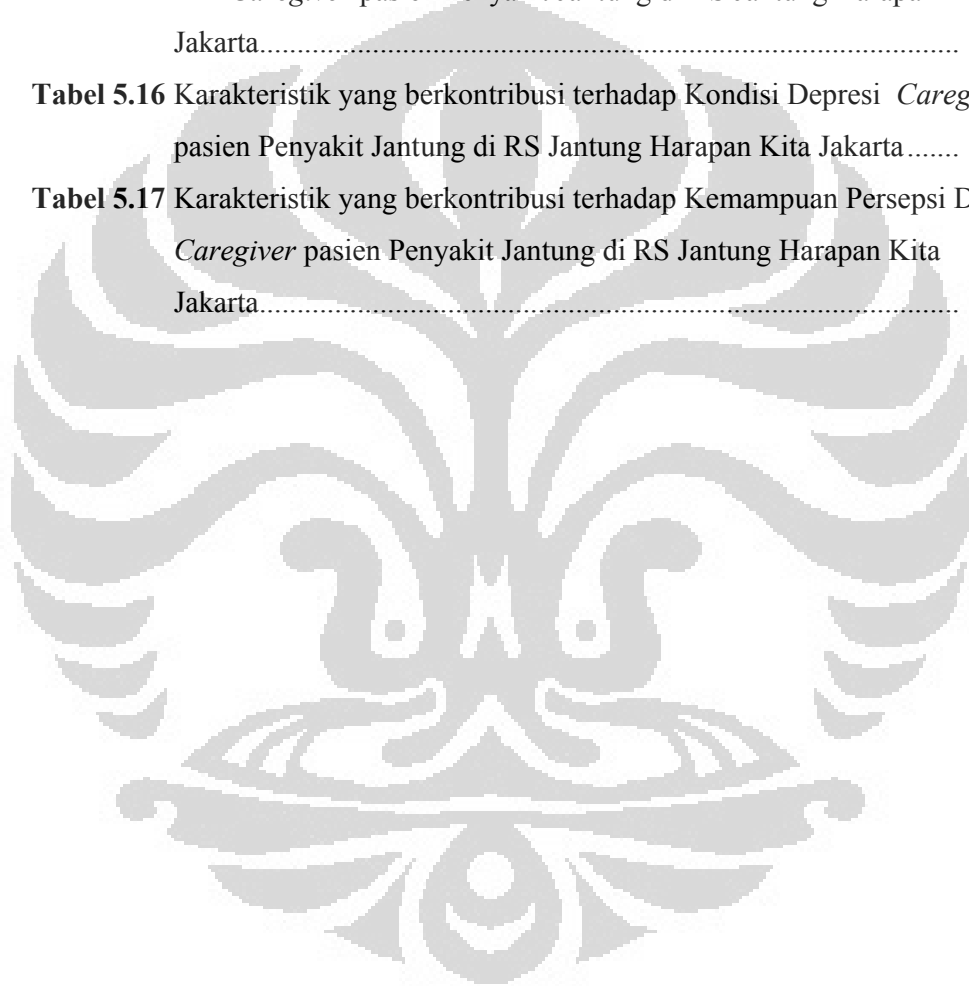 Jakarta
Tabel 5.16 Karakteristik yang berkontribusi terhadap Kondisi Depresi
pasien Penyakit Jantung di RS Jantung Harapan Kita Jakarta.......
Tabel 5.17 Karakteristik yang berkontribusi terhadap Kemampuan Persepsi
Caregiver pasien Penyakit Jantung di RS Jantung Harapan Kita
Jakarta